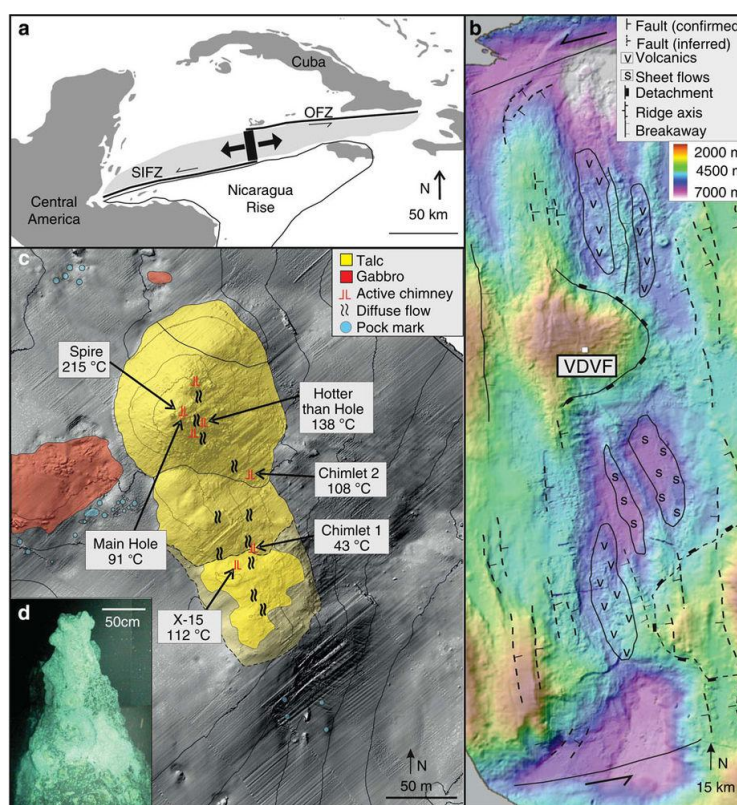 a
Cuba
OFZ
SIFZ
Central
America
Nicaragua
Rise
N
50 km
b
Fault (confirmed
Fault (inferred)
V Volcanics
S Sheet flows
Detachment
Ridge axis
Breakaway
2000 m
4500 m
7000 m
V
V
V
V
V
V
V
V
V
VDVF
S
S
S
S
S
S
S
S
S
V
V
V
V
V
V
N
15 km
c
Talc
Gabbro
Active chimney
Diffuse flow
Pock mark
Spire
215 °C
Hotter
than Hole
138 °C
Chimlet 2
108 °C
Main Hole
91 °C
Chimlet 1
43 °C
X-15
112 °C
N
50 m
d
50cm